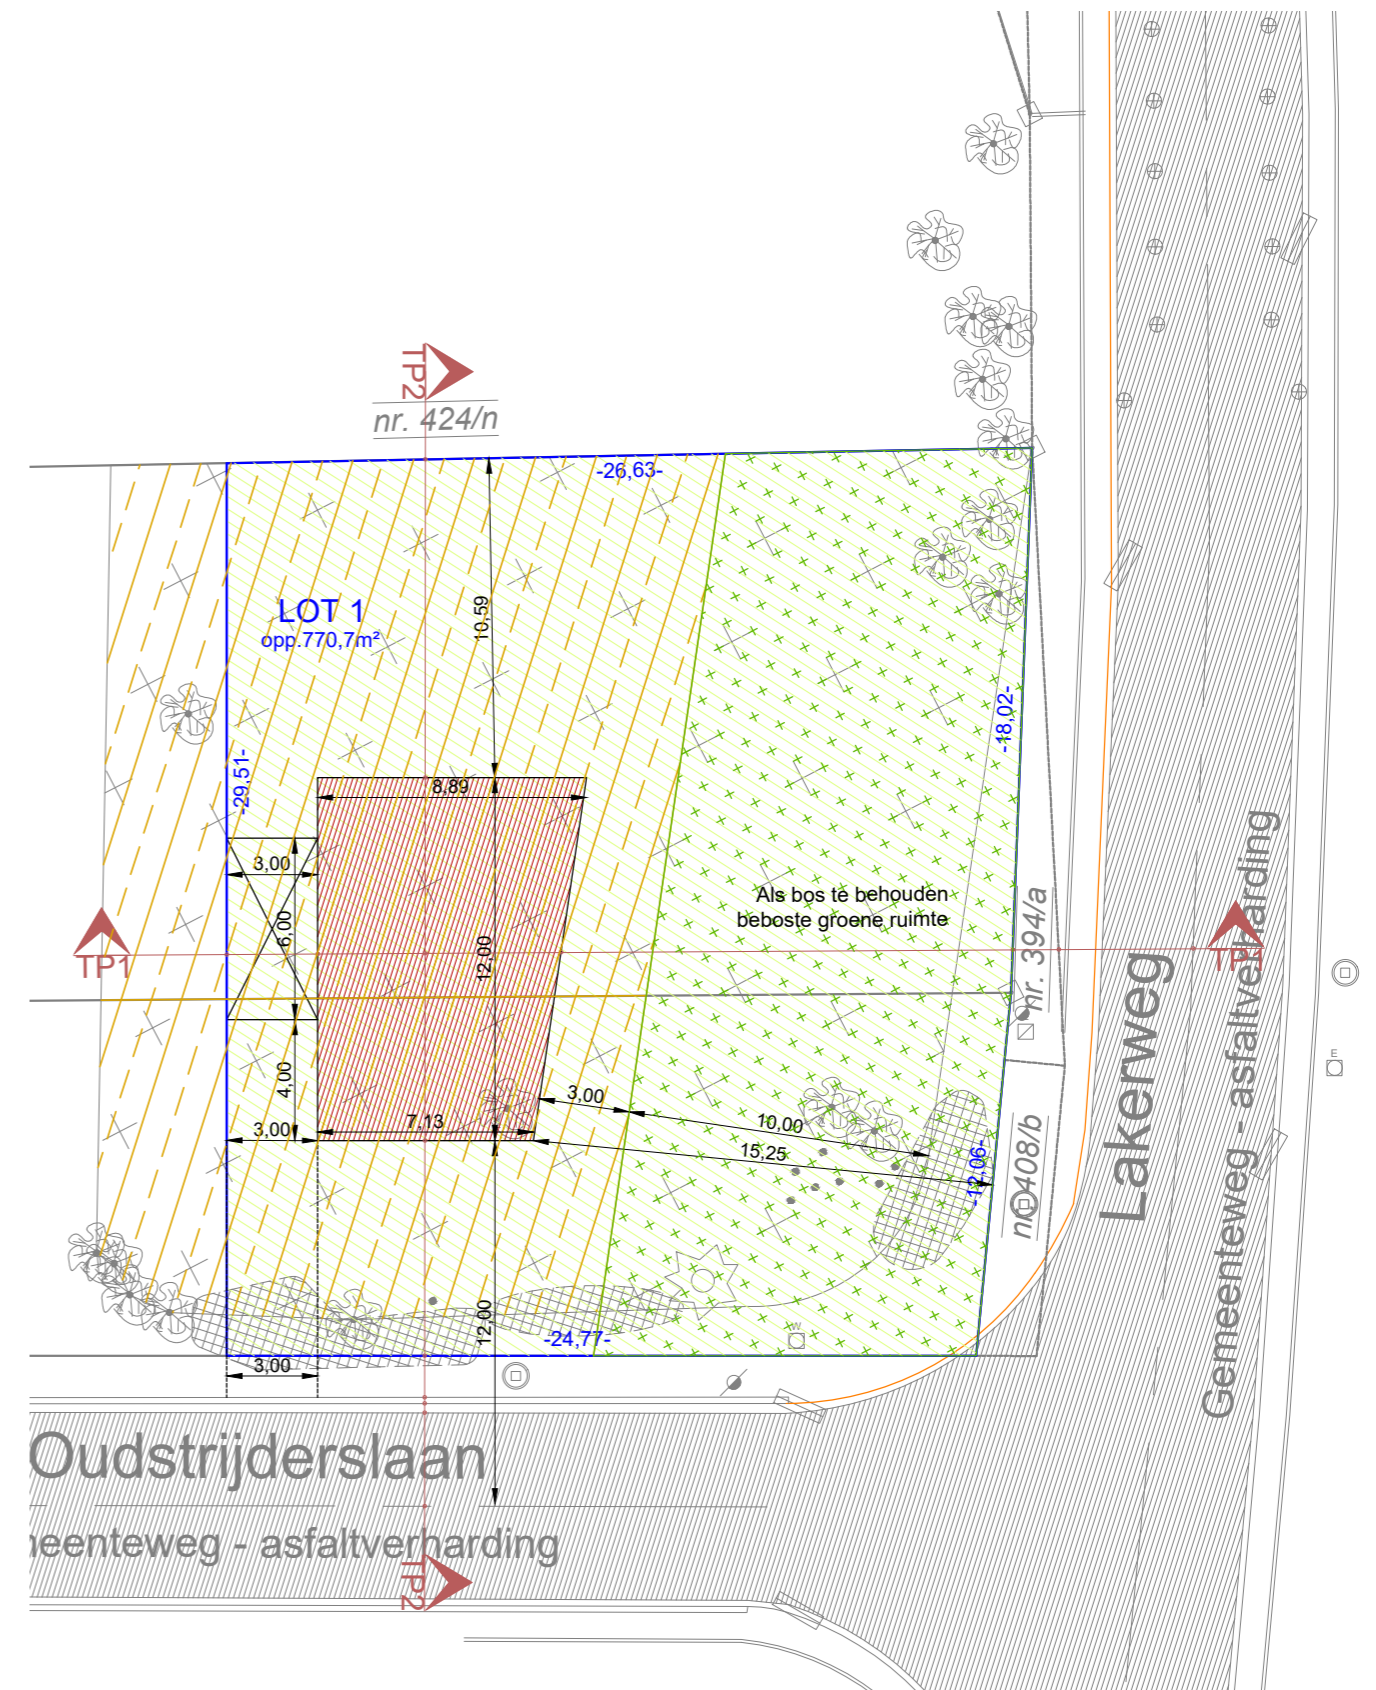 TP2
nr. 424/n
-26,63-
10,59
LOT 1
opp.770,7m²
-18,02-
-29,51-
8,89
3,00
6,00
12,00
Als bos te behouden
beboste groene ruimte
nr. 394/a
TP1
TP1
Lakerweg
Gemeenteweg - asfaltverharding
E
4,00
3,00
7,13
3,00
10,00
15,25
-12,06-
nr. 408/b
12,00
-24,77-
W
3,00
Oudstrijderslaan
eenteweg - asfaltverharding
TP2